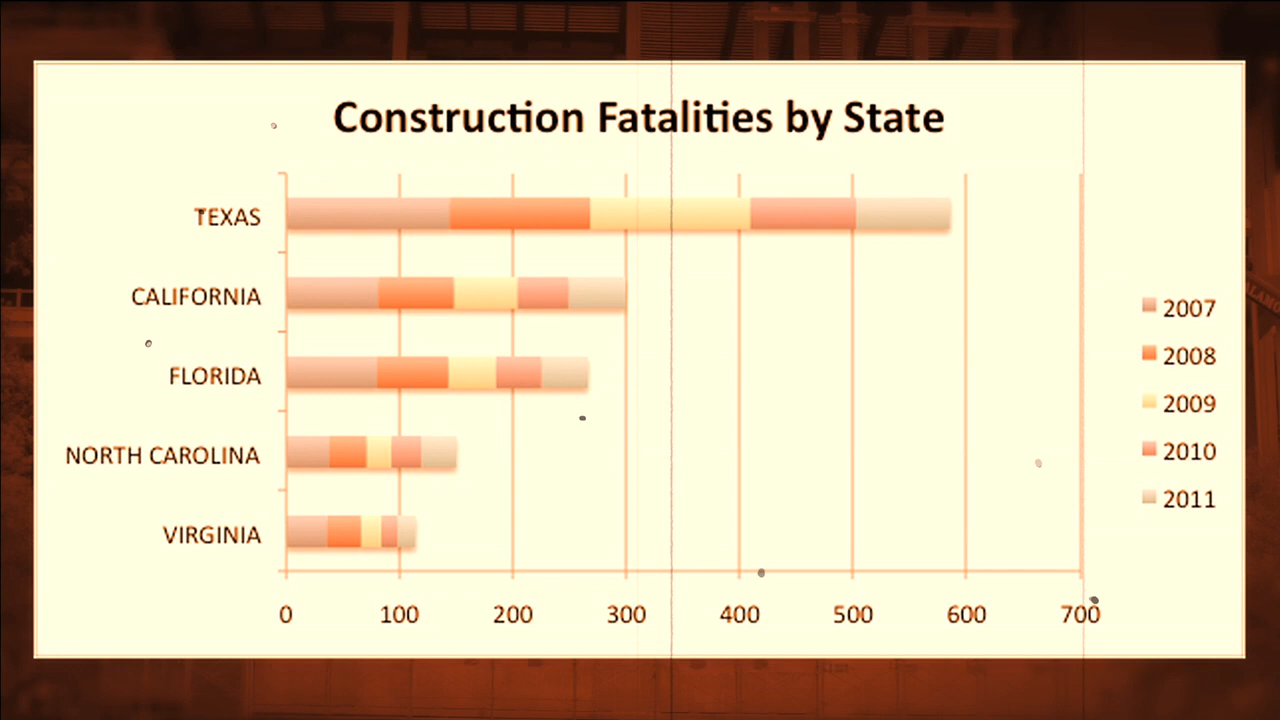 Construction Fatalities by State
TEXAS
CALIFORNIA
FLORIDA
NORTH CAROLINA
VIRGINIA
0 100 200 300 400 500 600 700
2007
2008
2009
2010
2011